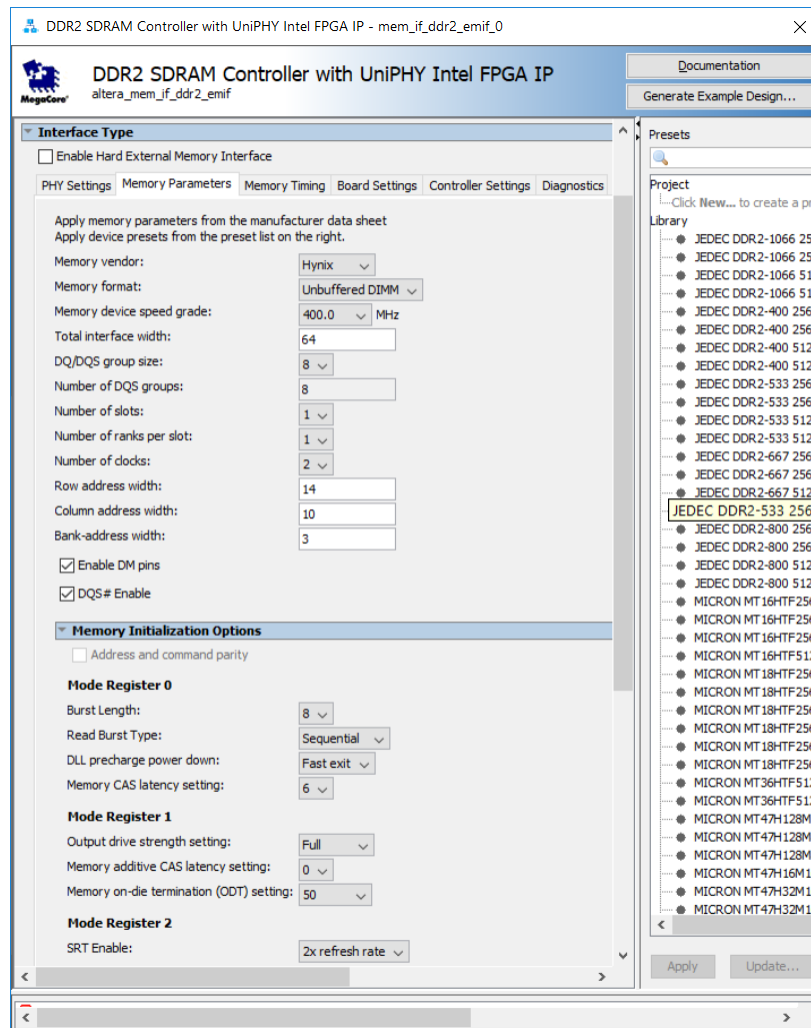 DDR2 SDRAM Controller with UniPHY Intel FPGA IP - mem_if_ddr2_emif_0
DDR2 SDRAM Controller with UniPHY Intel FPGA IP
altera_mem_if_ddr2_emif
MegaCore®
Documentation
Generate Example Design...
Interface Type
Enable Hard External Memory Interface
PHY Settings Memory Parameters Memory Timing Board Settings Controller Settings Diagnostics
Apply memory parameters from the manufacturer data sheet
Apply device presets from the preset list on the right.
Memory vendor: Hynix
Memory format: Unbuffered DIMM
Memory device speed grade: 400.0 MHz
Total interface width: 64
DQ/DQS group size: 8
Number of DQS groups: 8
Number of slots: 1
Number of ranks per slot: 1
Number of clocks: 2
Row address width: 14
Column address width: 10
Bank-address width: 3
Enable DM pins
DQS# Enable
Memory Initialization Options
Address and command parity
Mode Register 0
Burst Length: 8
Read Burst Type: Sequential
DLL precharge power down: Fast exit
Memory CAS latency setting: 6
Mode Register 1
Output drive strength setting: Full
Memory additive CAS latency setting: 0
Memory on-die termination (ODT) setting: 50
Mode Register 2
SRT Enable: 2x refresh rate
Presets
Project
Click New... to create a p
Library
JEDEC DDR2-1066 25
JEDEC DDR2-1066 25
JEDEC DDR2-1066 51
JEDEC DDR2-1066 51
JEDEC DDR2-400 256
JEDEC DDR2-400 256
JEDEC DDR2-400 512
JEDEC DDR2-400 512
JEDEC DDR2-533 256
JEDEC DDR2-533 256
JEDEC DDR2-533 512
JEDEC DDR2-533 512
JEDEC DDR2-667 256
JEDEC DDR2-667 256
JEDEC DDR2-667 512
JEDEC DDR2-533 256
JEDEC DDR2-800 256
JEDEC DDR2-800 256
JEDEC DDR2-800 512
JEDEC DDR2-800 512
MICRON MT16HTF25
MICRON MT16HTF25
MICRON MT16HTF25
MICRON MT16HTF51
MICRON MT18HTF25
MICRON MT18HTF25
MICRON MT18HTF25
MICRON MT18HTF25
MICRON MT18HTF25
MICRON MT18HTF25
MICRON MT36HTF51
MICRON MT36HTF51
MICRON MT47H128M
MICRON MT47H128M
MICRON MT47H128M
MICRON MT47H16M1
MICRON MT47H32M1
MICRON MT47H32M1
Apply Update...